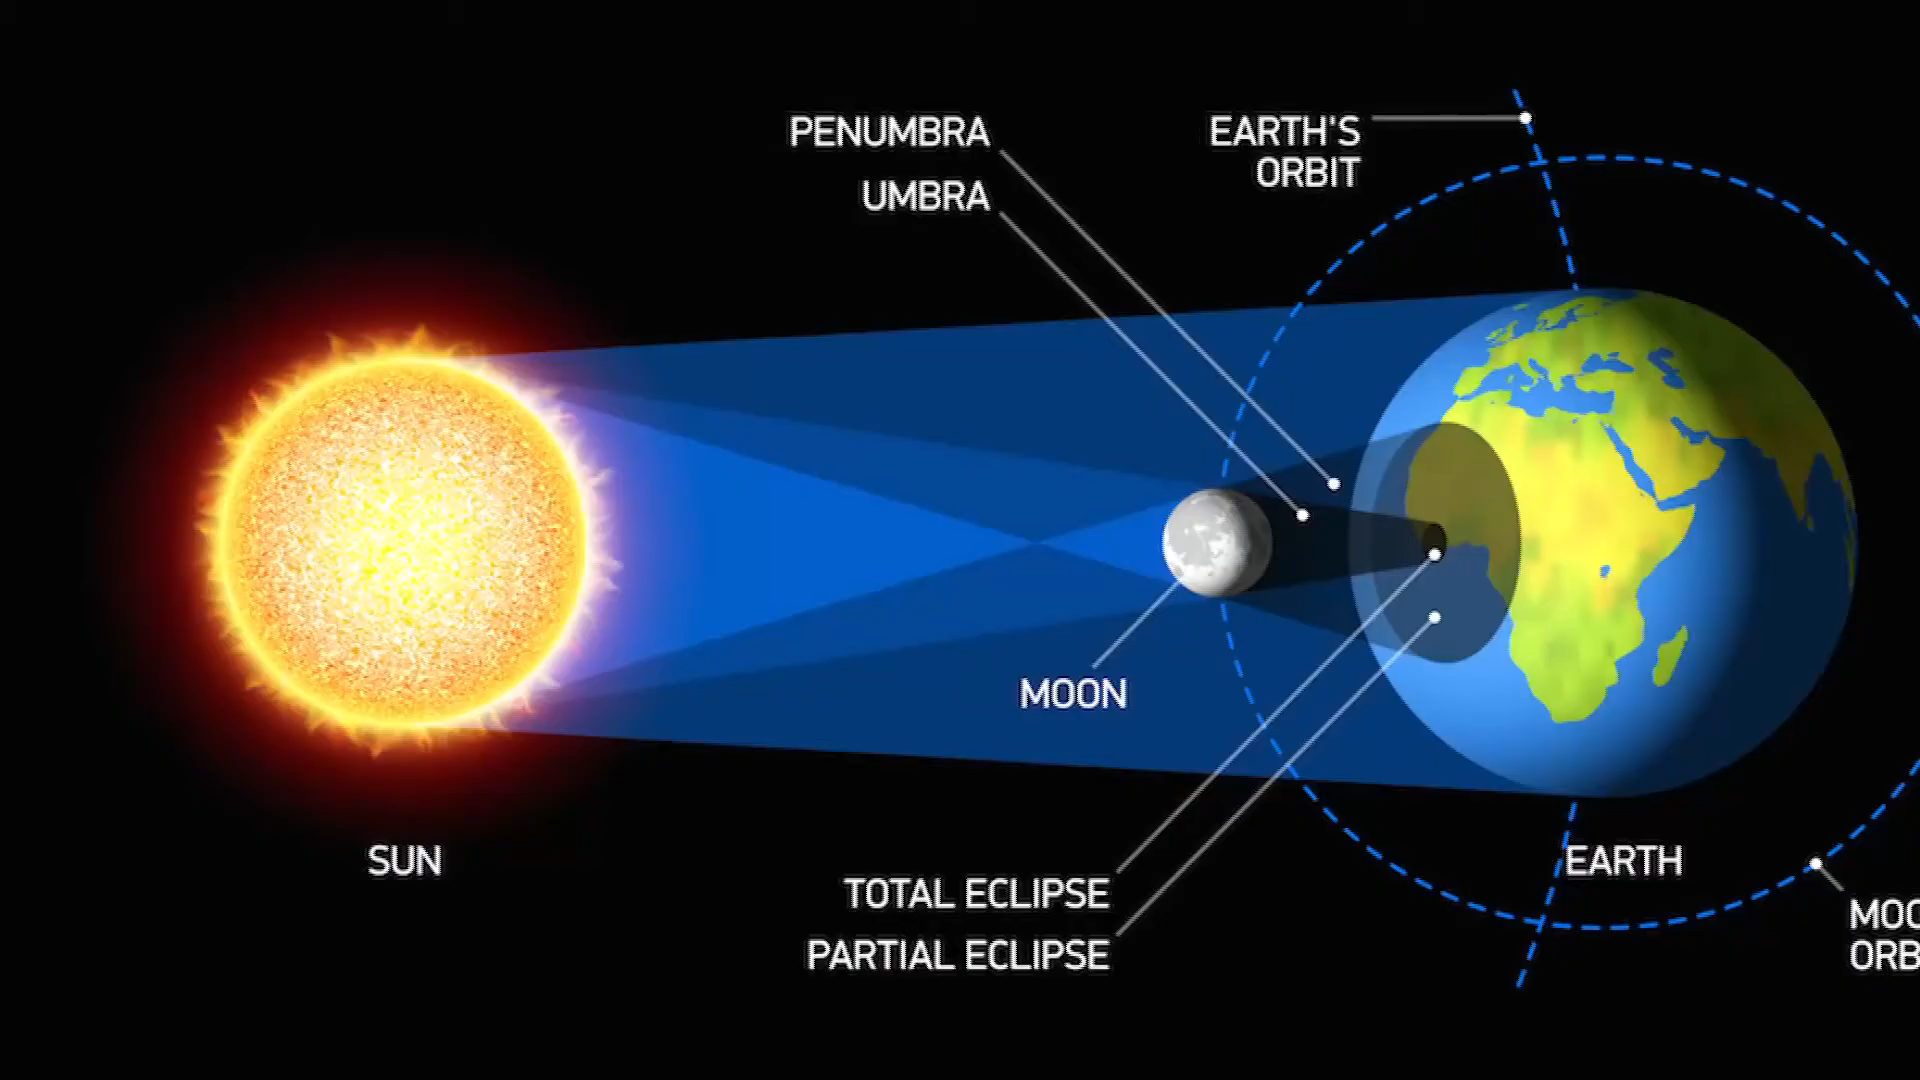 PENUMBRA
UMBRA
EARTH'S
ORBIT
MOON
SUN
EARTH
TOTAL ECLIPSE
PARTIAL ECLIPSE